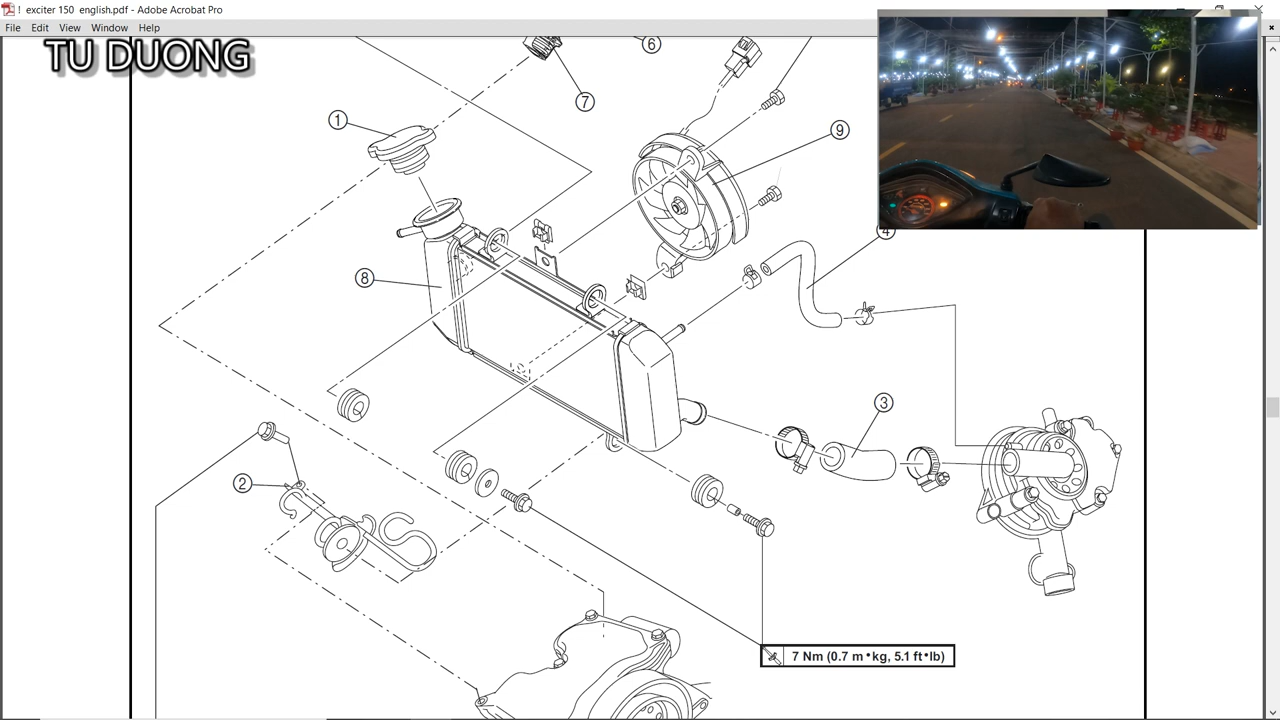 ! exciter 150 english.pdf - Adobe Acrobat Pro
File Edit View Window Help
TU DUONG
6
7
1
9
4
8
3
2
7 Nm (0.7 m•kg, 5.1 ft•lb)